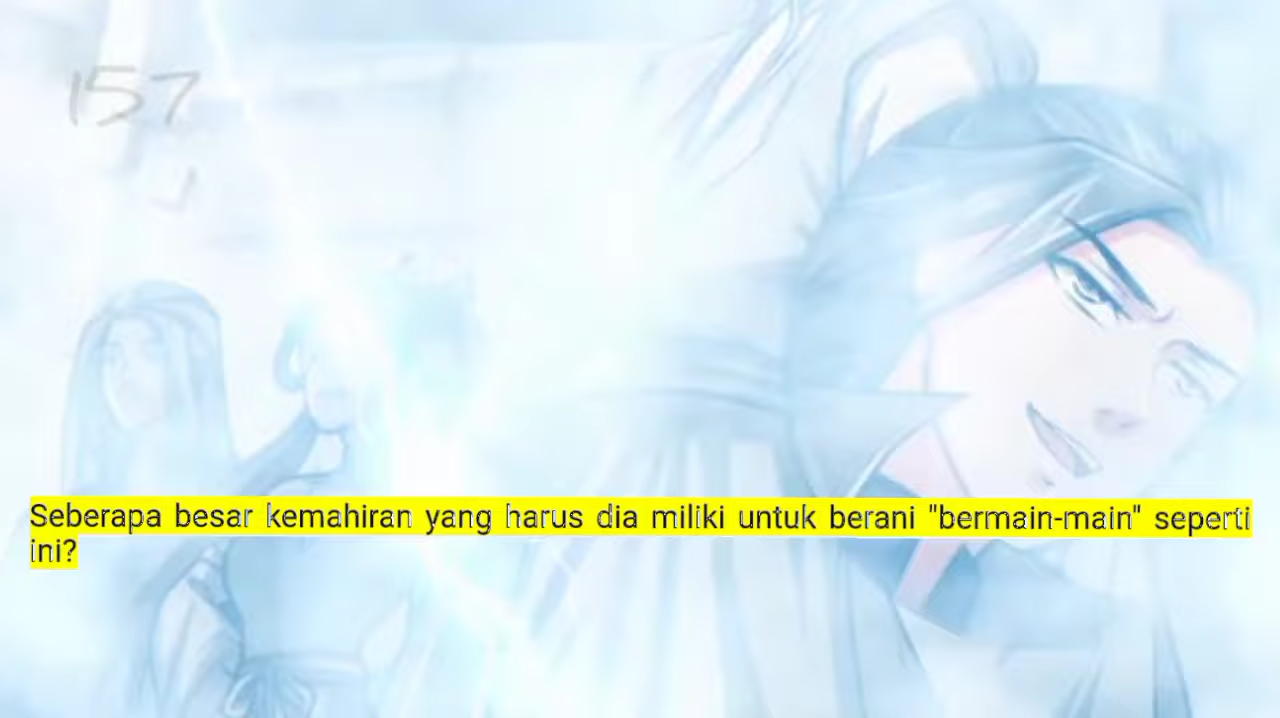 157
Seberapa besar kemahiran yang harus dia miliki untuk berani "bermain-main" seperti
ini?